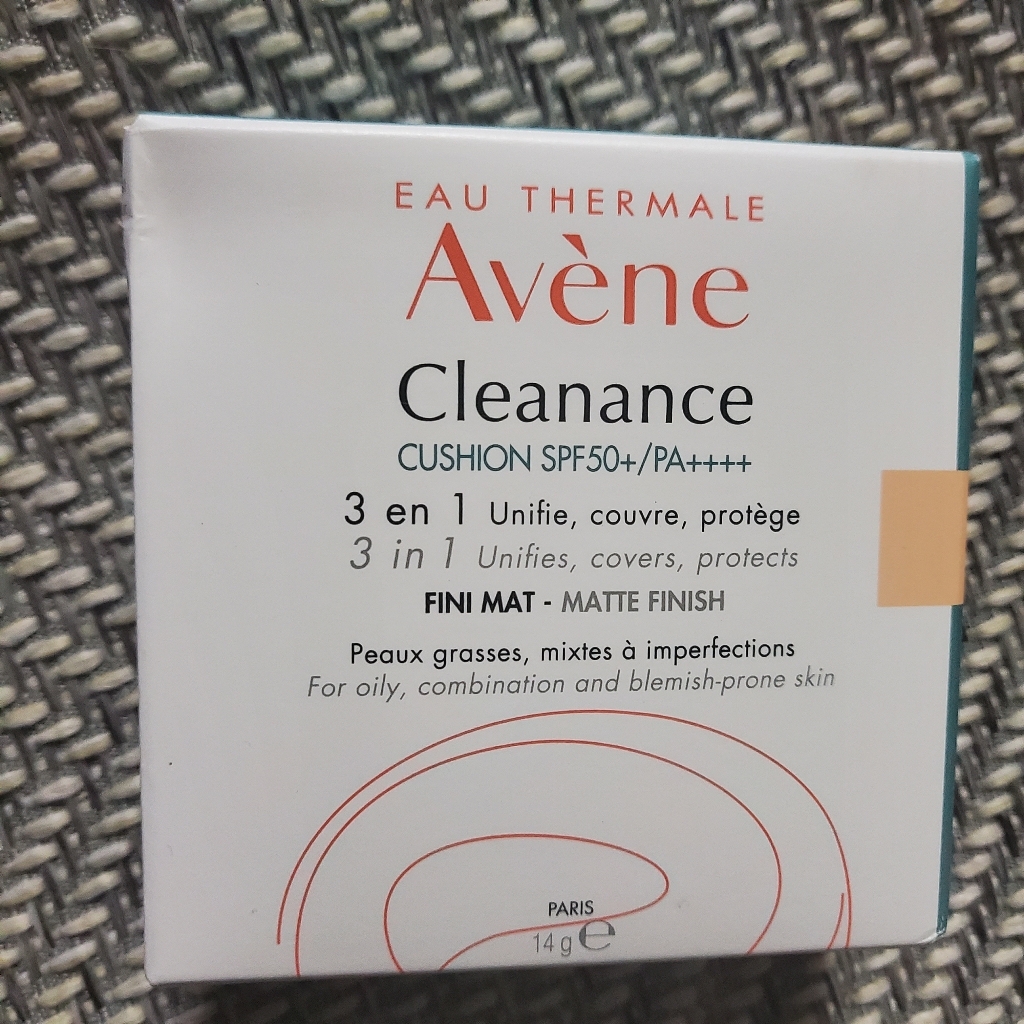 EAU THERMALE
Avène
Cleanance
CUSHION SPF50+/PA++++
3 en 1 Unifie, couvre, protège
3 in 1 Unifies, covers, protects
FINI MAT - MATTE FINISH
Peaux grasses, mixtes à imperfections
For oily, combination and blemish-prone skin
PARIS
14 g ℮